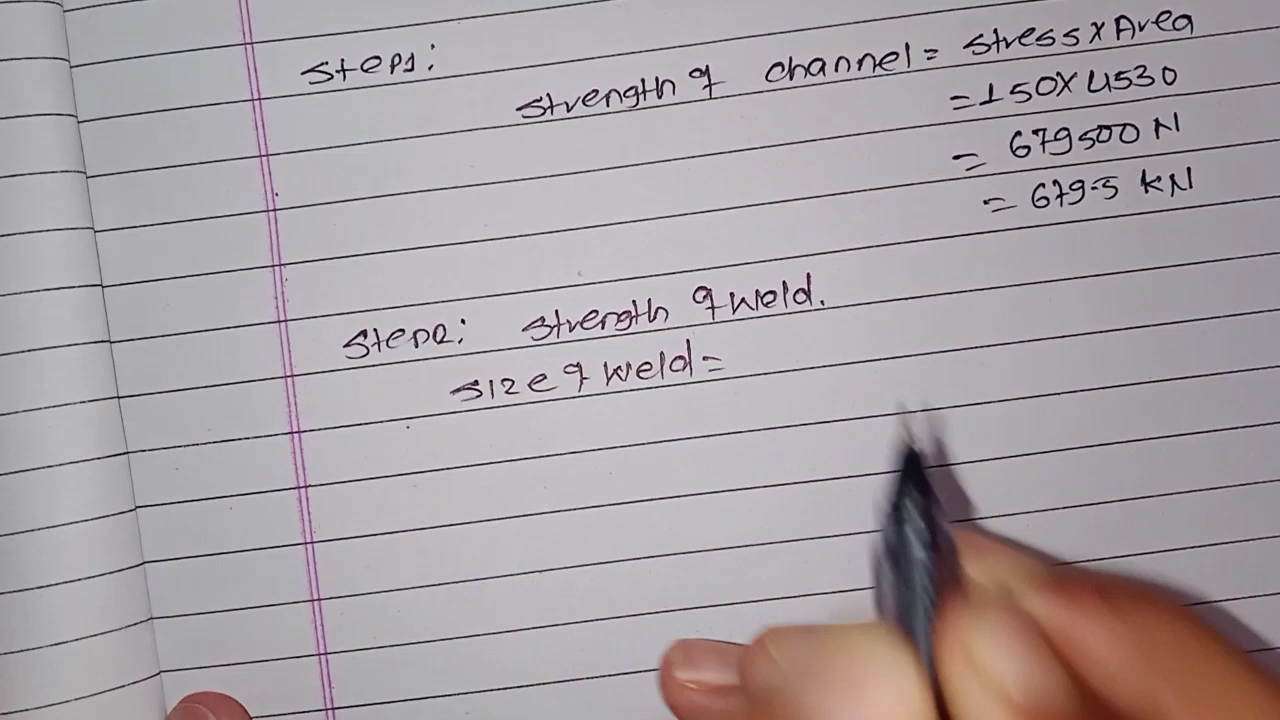 Step1:
Strength of channel = Stress x Area
= 150 X 4530
= 679500 N
= 679.5 kN
Step2: Strength of weld.
Size of weld =